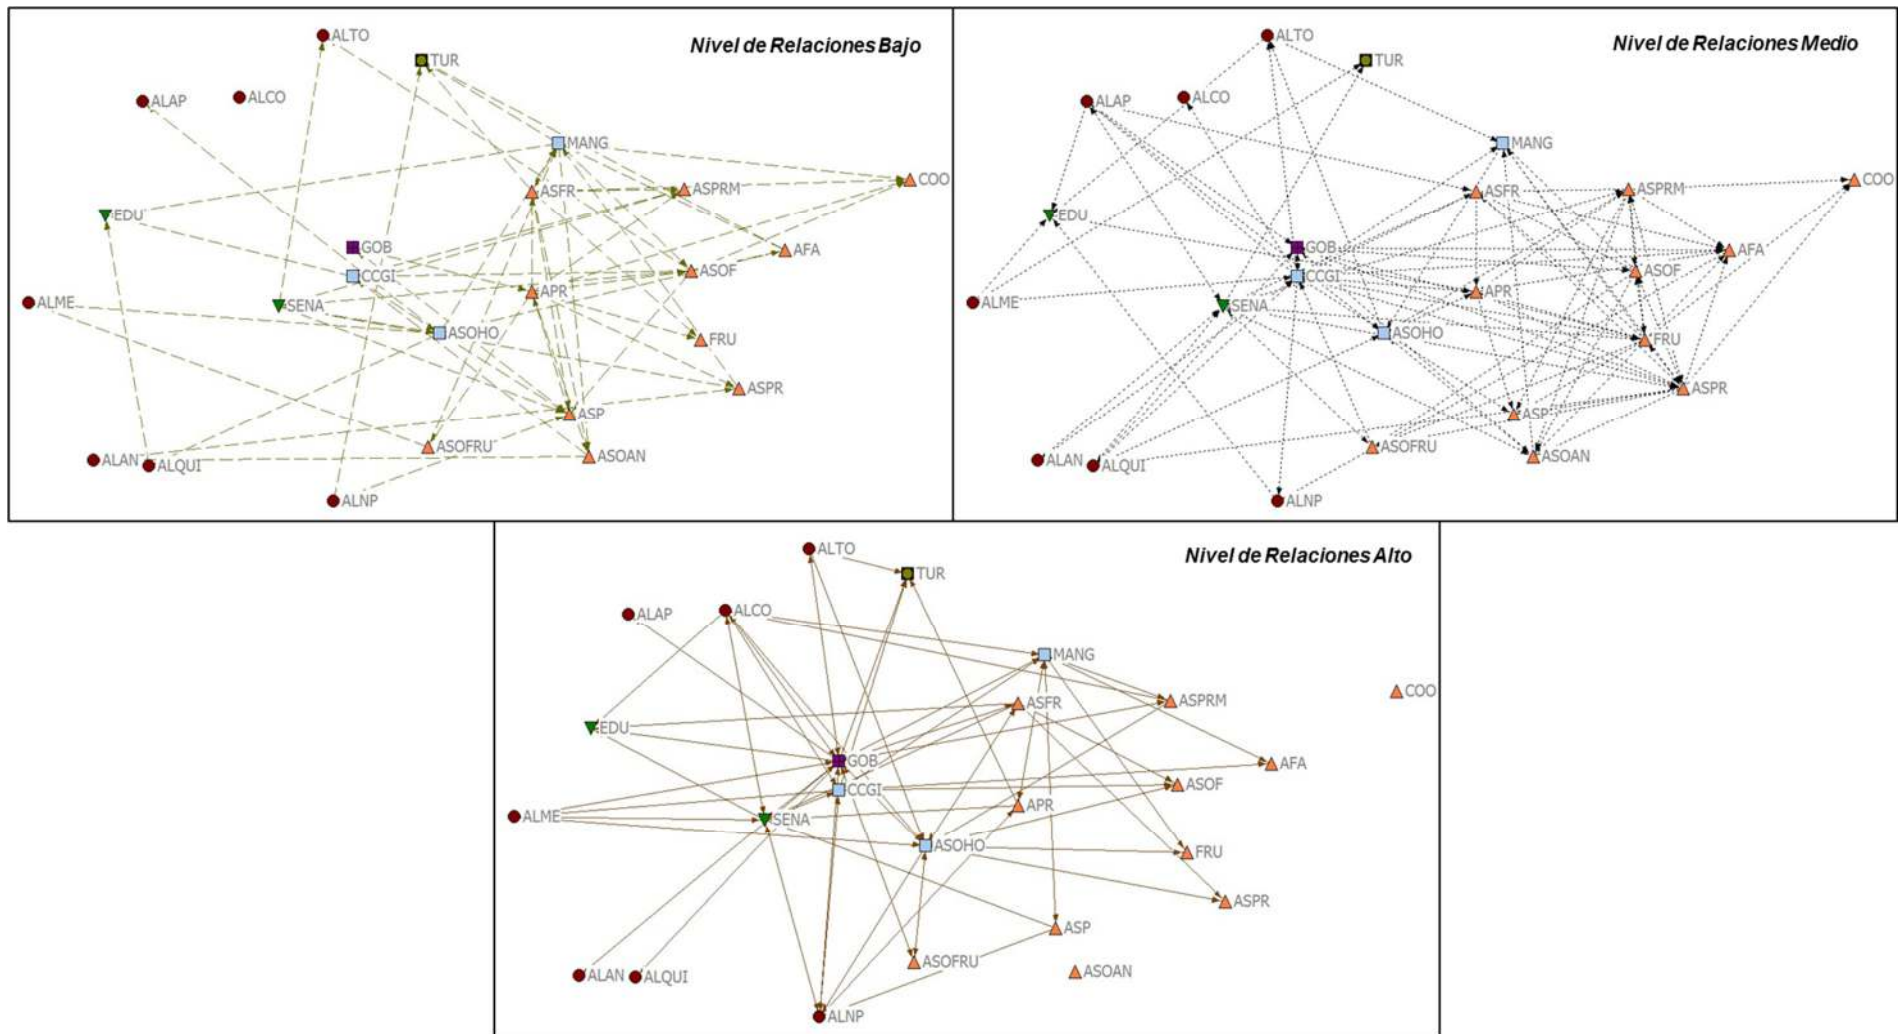 Nivel de Relaciones Bajo
ALTO
TUR
ALCO
ALAP
MANG
COO
ASFR
ASPRM
EDU
GOB
AFA
CCGI
ASOF
APR
ALME
SENA
ASOHO
FRU
ASPR
ASP
ASOFRU
ASOAN
ALAN
ALQUI
ALNP
Nivel de Relaciones Medio
ALTO
TUR
ALCO
ALAP
MANG
COO
ASFR
ASPRM
EDU
GOB
AFA
CCGI
ASOF
APR
ALME
SENA
ASOHO
FRU
ASPR
ASP
ASOFRU
ASOAN
ALAN
ALQUI
ALNP
Nivel de Relaciones Alto
ALTO
TUR
ALCO
ALAP
MANG
COO
ASFR
ASPRM
EDU
GOB
AFA
CCGI
ASOF
APR
ALME
SENA
ASOHO
FRU
ASPR
ASP
ASOFRU
ASOAN
ALAN
ALQUI
ALNP